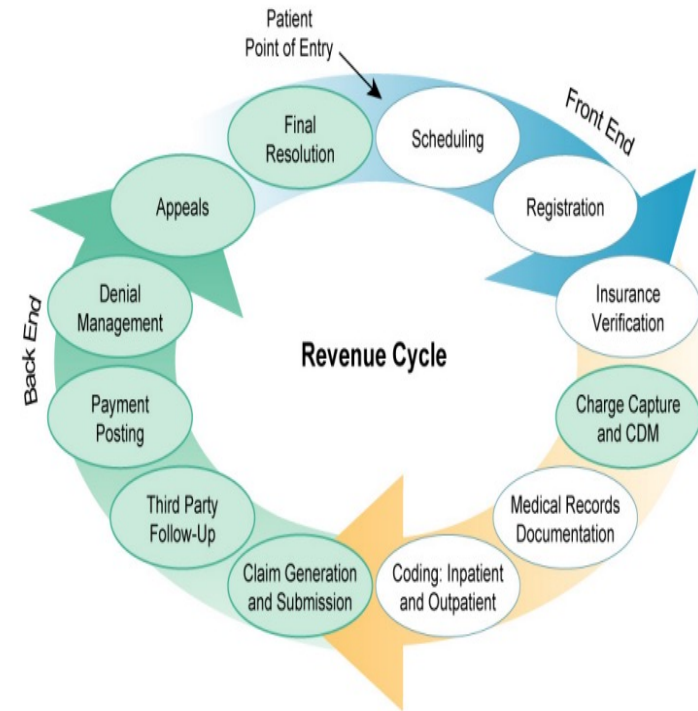 Patient
Point of Entry
Front End
Scheduling
Registration
Insurance
Verification
Charge Capture
and CDM
Medical Records
Documentation
Coding: Inpatient
and Outpatient
Claim Generation
and Submission
Third Party
Follow-Up
Payment
Posting
Denial
Management
Appeals
Final
Resolution
Back End
Revenue Cycle